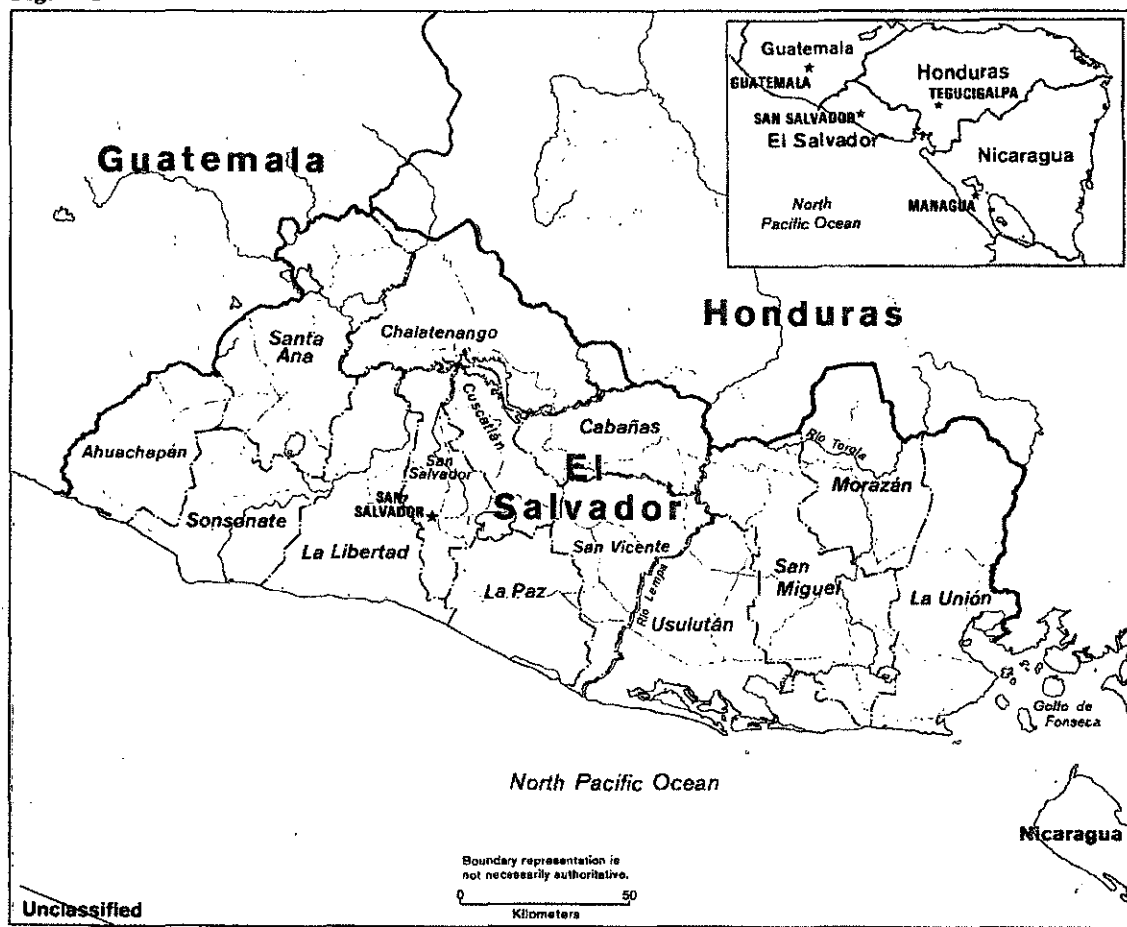 Guatemala
GUATEMALA
Honduras
TEGUCIGALPA
SAN SALVADOR
El Salvador
Nicaragua
MANAGUA
North
Pacific Ocean
Guatemala
Honduras
Santa
Ana
Chalatenango
Cuscatlán
Cabañas
Ahuachapán
San
Salvador
El
Salvador
Río Torola
Morazán
Sonsonate
SAN
SALVADOR
La Libertad
San Vicente
La Paz
Río Lempa
Usulután
San
Miguel
La Unión
Golfo de
Fonseca
North Pacific Ocean
Nicaragua
Boundary representation is
not necessarily authoritative.
0 50
Kilometers
Unclassified